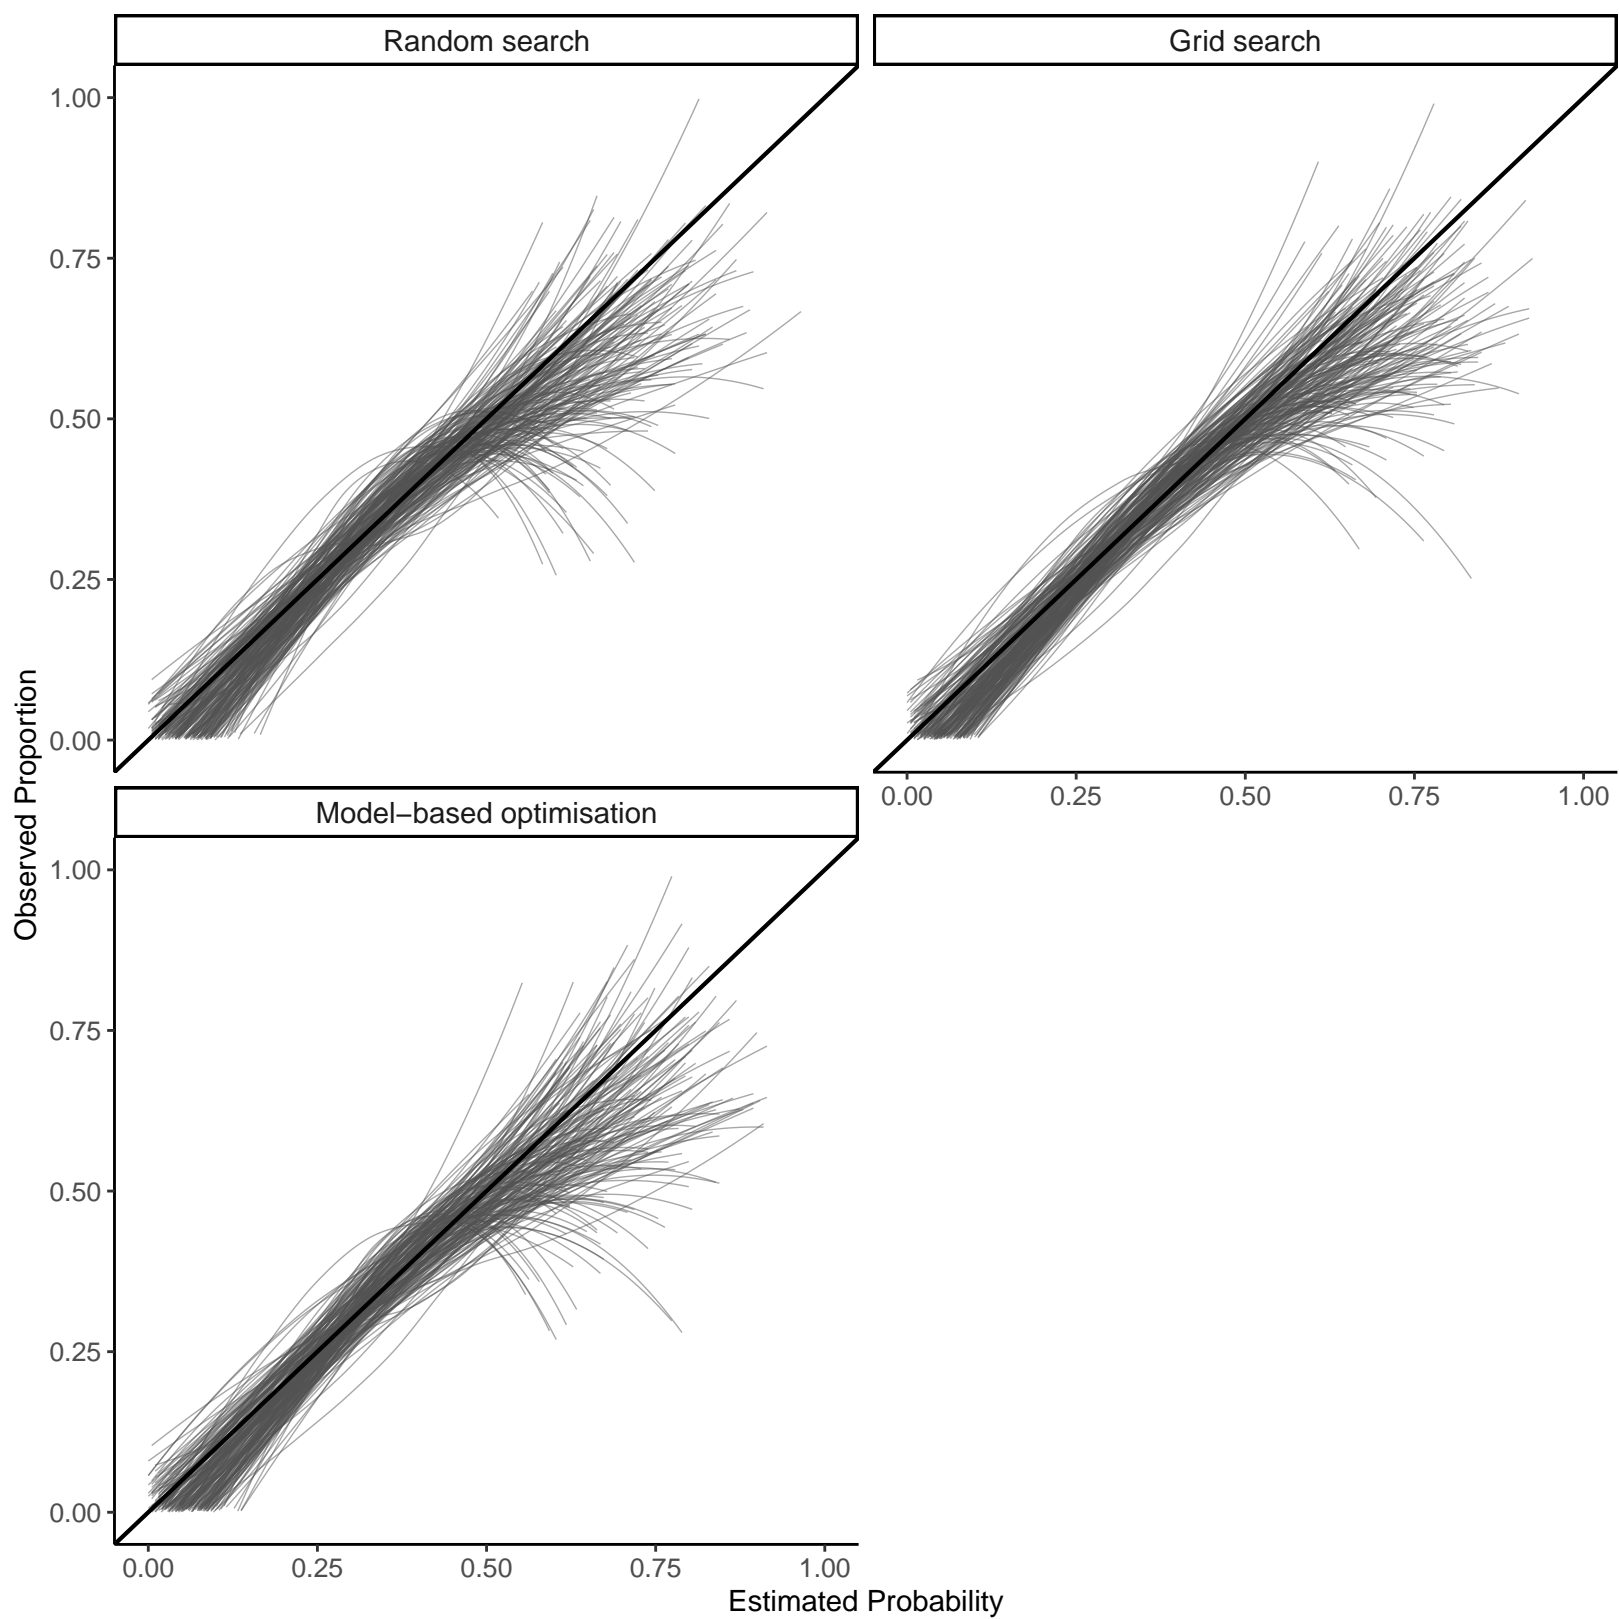 Random search
Grid search
1.00
0.75
0.50
0.25
0.00
0.00 0.25 0.50 0.75 1.00
Model−based optimisation
1.00
0.75
0.50
0.25
0.00
0.00 0.25 0.50 0.75 1.00
Observed Proportion
Estimated Probability